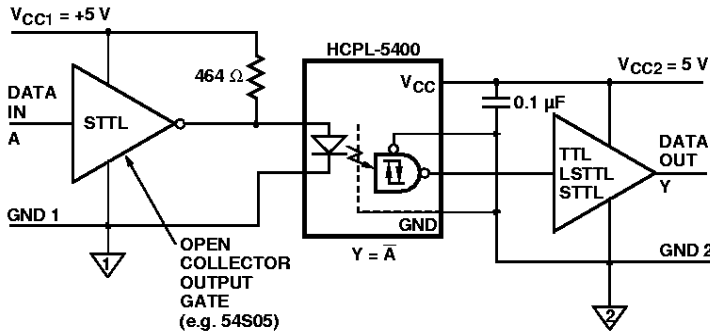 VCC1 = +5 V
DATA
IN
A
STTL
464 Ω
GND 1
1
OPEN
COLLECTOR
OUTPUT
GATE
(e.g. 54S05)
HCPL-5400
VCC
GND
Y = A̅
VCC2 = 5 V
0.1 µF
TTL
LSTTL
STTL
DATA
OUT
Y
GND 2
2